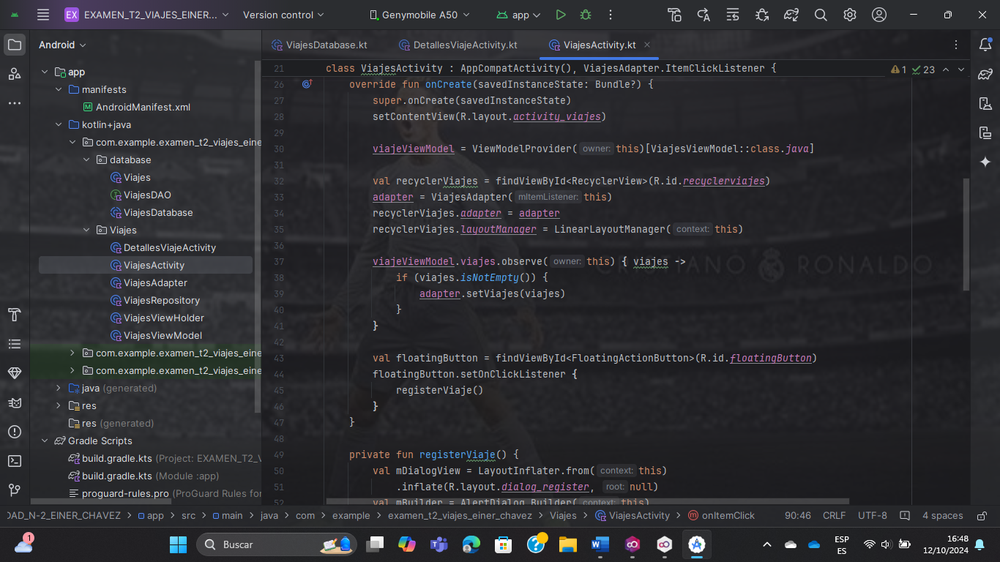 EX EXAMEN_T2_VIAJES_EINER... Version control Genymobile A50 app
Android
ViajesDatabase.kt DetallesViajeActivity.kt ViajesActivity.kt
app
manifests
AndroidManifest.xml
kotlin+java
com.example.examen_t2_viajes_eine
database
Viajes
ViajesDAO
ViajesDatabase
Viajes
DetallesViajeActivity
ViajesActivity
ViajesAdapter
ViajesRepository
ViajesViewHolder
ViajesViewModel
com.example.examen_t2_viajes_eine
com.example.examen_t2_viajes_eine
java (generated)
res
res (generated)
Gradle Scripts
build.gradle.kts (Project: EXAMEN_T2_V
build.gradle.kts (Module :app)
proguard-rules.pro (ProGuard Rules for
21 class ViajesActivity : AppCompatActivity(), ViajesAdapter.ItemClickListener {
1 23
26 override fun onCreate(savedInstanceState: Bundle?) {
27 super.onCreate(savedInstanceState)
28 setContentView(R.layout.activity_viajes)
29
30 viajeViewModel = ViewModelProvider( owner: this)[ViajesViewModel::class.java]
31
32 val recyclerViajes = findViewById<RecyclerView>(R.id.recyclerviajes)
33 adapter = ViajesAdapter( mItemListener: this)
34 recyclerViajes.adapter = adapter
35 recyclerViajes.layoutManager = LinearLayoutManager( context: this)
36
37 viajeViewModel.viajes.observe( owner: this) { viajes ->
38 if (viajes.isNotEmpty()) {
39 adapter.setViajes(viajes)
40 }
41 }
42
43 val floatingButton = findViewById<FloatingActionButton>(R.id.floatingButton)
44 floatingButton.setOnClickListener {
45 registerViaje()
46 }
47 }
48
49 private fun registerViaje() {
50 val mDialogView = LayoutInflater.from( context: this)
51 .inflate(R.layout.dialog_register, root: null)
52 val mBuilder = AlertDialog.Builder( context: this)
CRISTIANO RONALDO
DAD_N-2_EINER_CHAVEZ > app > src > main > java > com > example > examen_t2_viajes_einer_chavez > Viajes > ViajesActivity > onItemClick 90:46 CRLF UTF-8 4 spaces
1 Buscar ESP ES 16:48 12/10/2024